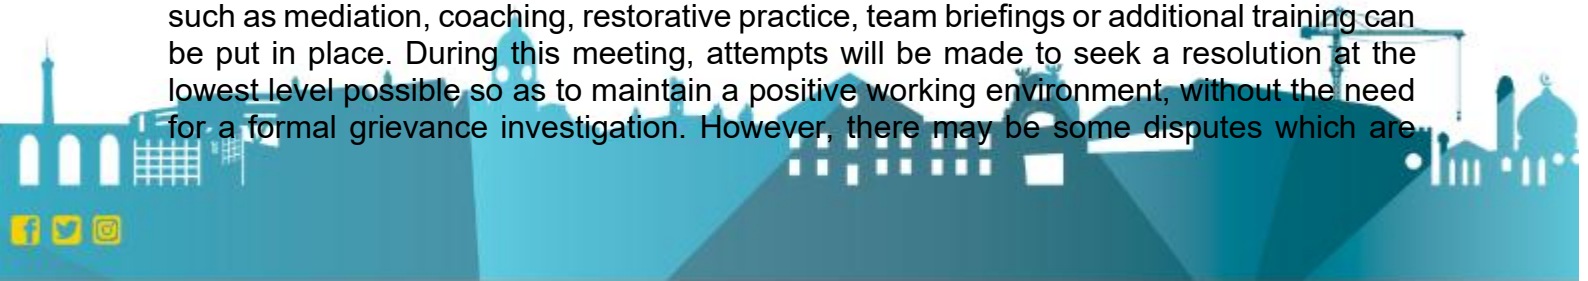 such as mediation, coaching, restorative practice, team briefings or additional training can
be put in place. During this meeting, attempts will be made to seek a resolution at the
lowest level possible so as to maintain a positive working environment, without the need
for a formal grievance investigation. However, there may be some disputes which are